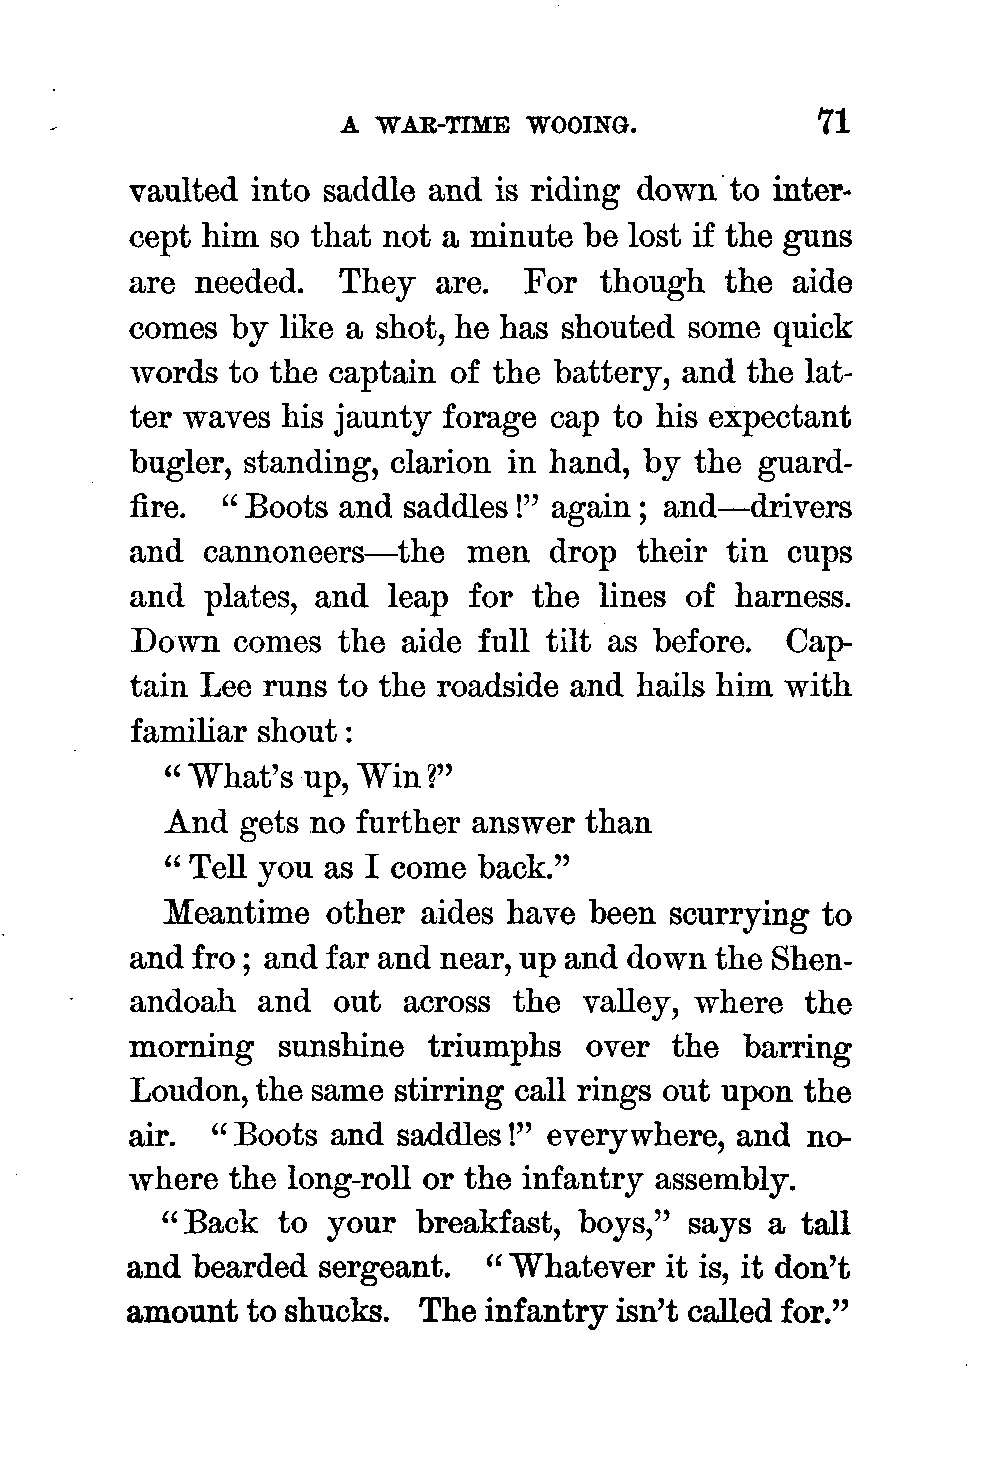 A WAR-TIME WOOING. 71
vaulted into saddle and is riding down to inter-
cept him so that not a minute be lost if the guns
are needed. They are. For though the aide
comes by like a shot, he has shouted some quick
words to the captain of the battery, and the lat-
ter waves his jaunty forage cap to his expectant
bugler, standing, clarion in hand, by the guard-
fire. “Boots and saddles!” again; and—drivers
and cannoneers—the men drop their tin cups
and plates, and leap for the lines of harness.
Down comes the aide full tilt as before. Cap-
tain Lee runs to the roadside and hails him with
familiar shout:
“What’s up, Win?”
And gets no further answer than
“Tell you as I come back.”
Meantime other aides have been scurrying to
and fro; and far and near, up and down the Shen-
andoah and out across the valley, where the
morning sunshine triumphs over the barring
Loudon, the same stirring call rings out upon the
air. “Boots and saddles!” everywhere, and no-
where the long-roll or the infantry assembly.
“Back to your breakfast, boys,” says a tall
and bearded sergeant. “Whatever it is, it don’t
amount to shucks. The infantry isn’t called for.”